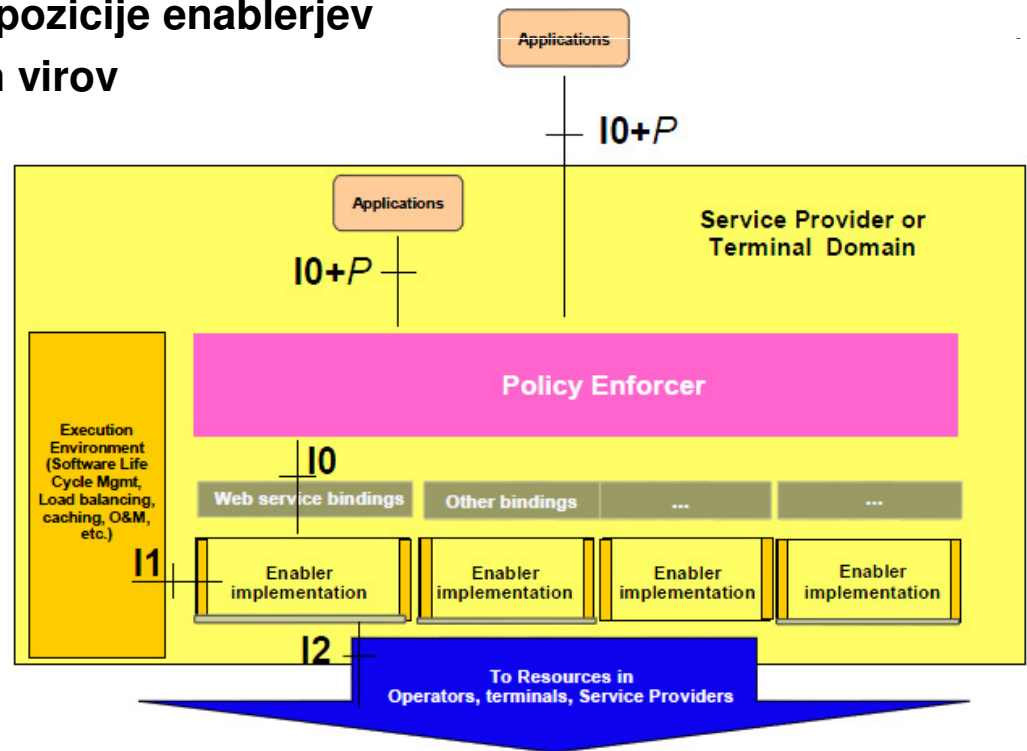 pozicije enablerjev
virov
Applications
I0+P
Applications
Service Provider or
Terminal Domain
I0+P
Policy Enforcer
Execution
Environment
(Software Life
Cycle Mgmt,
Load balancing,
caching, O&M,
etc.)
I0
Web service bindings
Other bindings
...
...
I1
Enabler
implementation
Enabler
implementation
Enabler
implementation
Enabler
implementation
I2
To Resources in
Operators, terminals, Service Providers